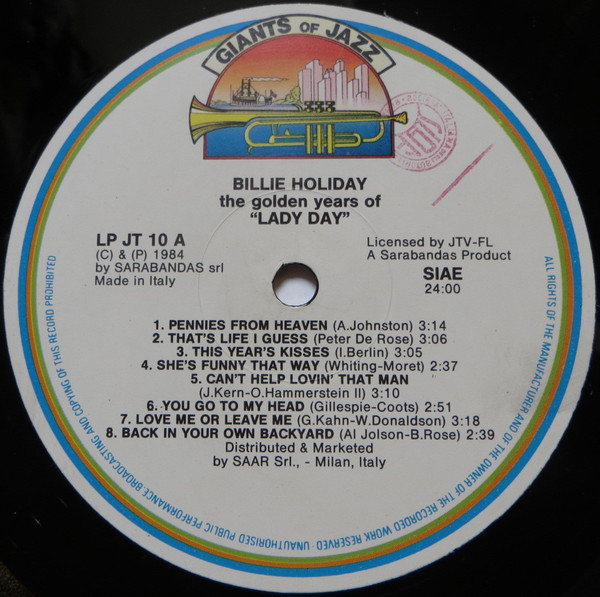 GIANTS OF JAZZ
BILLIE HOLIDAY
the golden years of
"LADY DAY"
LP JT 10 A
(C) & (P) 1984
by SARABANDAS srl
Made in Italy
Licensed by JTV-FL
A Sarabandas Product
SIAE
24:00
1. PENNIES FROM HEAVEN (A.Johnston) 3:14
2. THAT'S LIFE I GUESS (Peter De Rose) 3:06
3. THIS YEAR'S KISSES (I.Berlin) 3:05
4. SHE'S FUNNY THAT WAY (Whiting-Moret) 2:37
5. CAN'T HELP LOVIN' THAT MAN
(J.Kern-O.Hammerstein II) 3:10
6. YOU GO TO MY HEAD (Gillespie-Coots) 2:51
7. LOVE ME OR LEAVE ME (G.Kahn-W.Donaldson) 3:18
8. BACK IN YOUR OWN BACKYARD (Al Jolson-B.Rose) 2:39
Distributed & Marketed
by SAAR Srl., - Milan, Italy
ALL RIGHTS OF THE MANUFACTURER AND OF THE OWNER OF THE RECORDED WORK RESERVED - UNAUTHORISED PUBLIC PERFORMANCE BROADCASTING AND COPYING OF THIS RECORD PROHIBITED